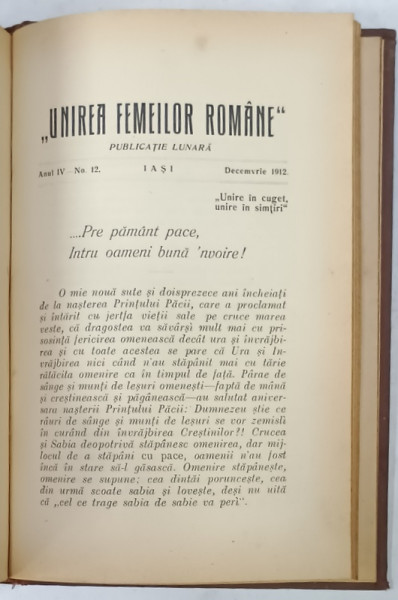 „UNIREA FEMEILOR ROMÂNE“
PUBLICAȚIE LUNARĂ
Anul IV - No. 12. IAȘI Decemvrie 1912.
„Unire în cuget,
unire în simțiri“
....Pre pământ pace,
Intru oameni bună 'nvoire!
O mie nouă sute și doisprezece ani încheiați
de la nașterea Prințului Păcii, care a proclamat
și întărit cu jertfa vieții sale pe cruce marea
veste, că dragostea va săvârși mult mai cu pri-
sosință fericirea omenească decât ura și învrăjbi-
rea și cu toate acestea se pare că Ura și In-
vrăjbirea nici când n'au stăpânit mai cu tărie
rătăcita omenire ca în timpul de față. Părae de
sânge și munți de leșuri omenești—faptă de mână
și creștinească și păgânească—au salutat aniver-
sara nașterii Prințului Păcii: Dumnezeu știe ce
râuri de sânge și munți de leșuri se vor zemisli
în curând din învrăjbirea Creștinilor?! Crucea
și Sabia deopotrivă stăpânesc omenirea, dar mij-
locul de a stăpâni cu pace, oamenii n'au fost
încă în stare să-l găsască. Omenire stăpânește,
omenire se supune; cea dintâi poruncește, cea
din urmă scoate sabia și lovește, deși nu uită
că „cel ce trage sabia de sabie va peri“.